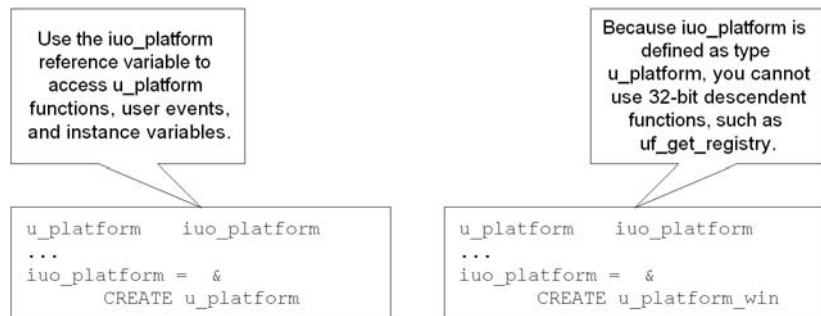 Use the iuo_platform
reference variable to
access u_platform
functions, user events,
and instance variables.
u_platform iuo_platform
...
iuo_platform = &
CREATE u_platform
Because iuo_platform is
defined as type
u_platform, you cannot
use 32-bit descendent
functions, such as
uf_get_registry.
u_platform iuo_platform
...
iuo_platform = &
CREATE u_platform_win